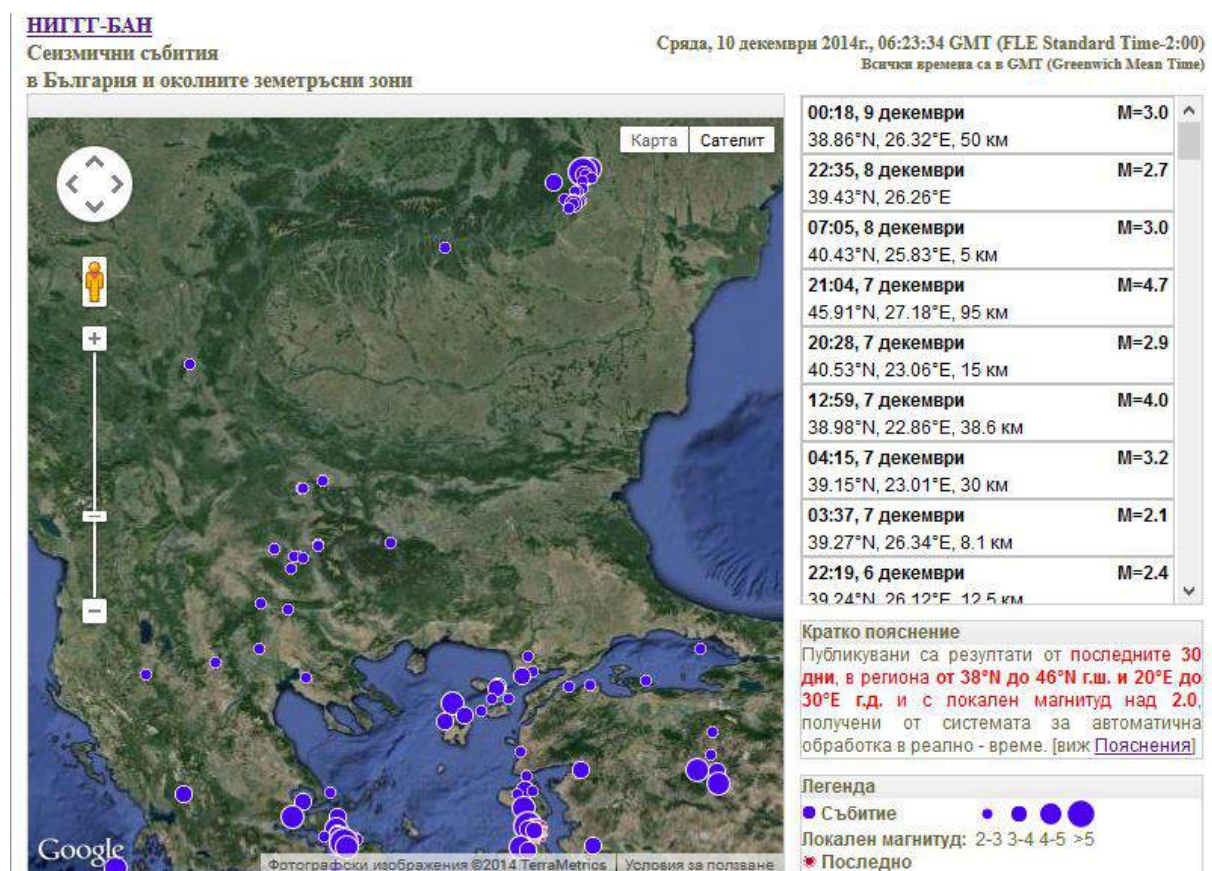 НИГГГ-БАН
Сеизмични събития
в България и околните земетръсни зони
Сряда, 10 декември 2014г., 06:23:34 GMT (FLE Standard Time-2:00)
Всички времена са в GMT (Greenwich Mean Time)
Карта Сателит
Google
Фотографски изображения ©2014 TerraMetrics Условия за ползване
00:18, 9 декември M=3.0
38.86°N, 26.32°E, 50 км
22:35, 8 декември M=2.7
39.43°N, 26.26°E
07:05, 8 декември M=3.0
40.43°N, 25.83°E, 5 км
21:04, 7 декември M=4.7
45.91°N, 27.18°E, 95 км
20:28, 7 декември M=2.9
40.53°N, 23.06°E, 15 км
12:59, 7 декември M=4.0
38.98°N, 22.86°E, 38.6 км
04:15, 7 декември M=3.2
39.15°N, 23.01°E, 30 км
03:37, 7 декември M=2.1
39.27°N, 26.34°E, 8.1 км
22:19, 6 декември M=2.4
39.24°N, 26.12°E, 12.5 км
Кратко пояснение
Публикувани са резултати от последните 30
дни, в региона от 38°N до 46°N г.ш. и 20°E до
30°E г.д. и с локален магнитуд над 2.0,
получени от системата за автоматична
обработка в реално - време. [виж Пояснения]
Легенда
Събитие
Локален магнитуд: 2-3 3-4 4-5 >5
Последно